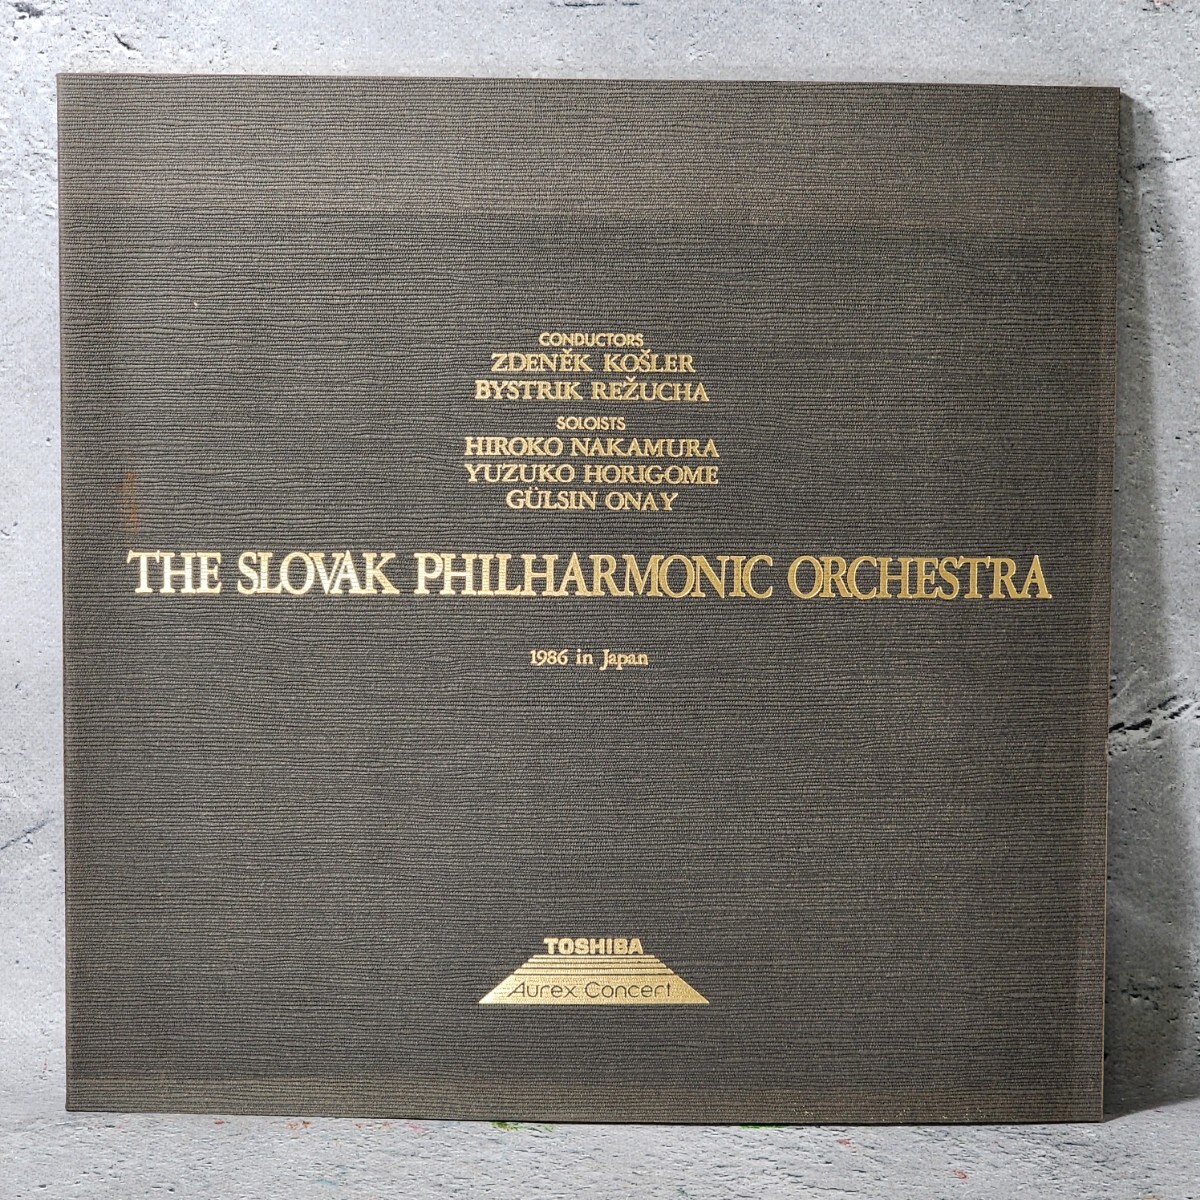 CONDUCTORS
ZDENĚK KOŠLER
BYSTRIK REŽUCHA
SOLOISTS
HIROKO NAKAMURA
YUZUKO HORIGOME
GÜLSIN ONAY
THE SLOVAK PHILHARMONIC ORCHESTRA
1986 in Japan
TOSHIBA
Aurex Concert